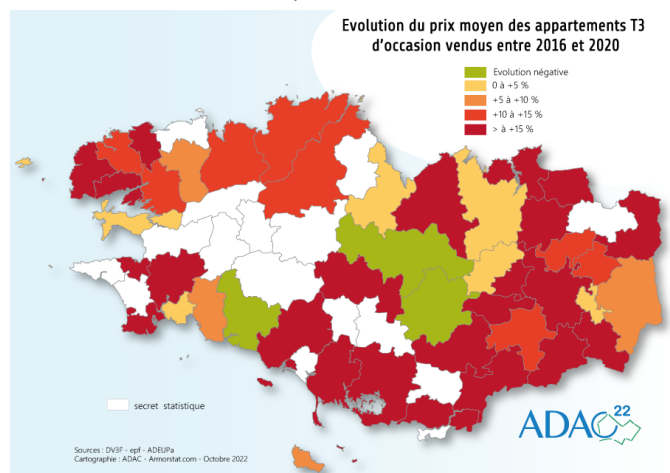 Evolution du prix moyen des appartements T3
d'occasion vendus entre 2016 et 2020
Evolution négative
0 à +5 %
+5 à +10 %
+10 à +15 %
> à +15 %
secret statistique
ADAC 22
Sources : DV3F - epf - ADEUPa
Cartographie : ADAC - Armorstat.com - Octobre 2022